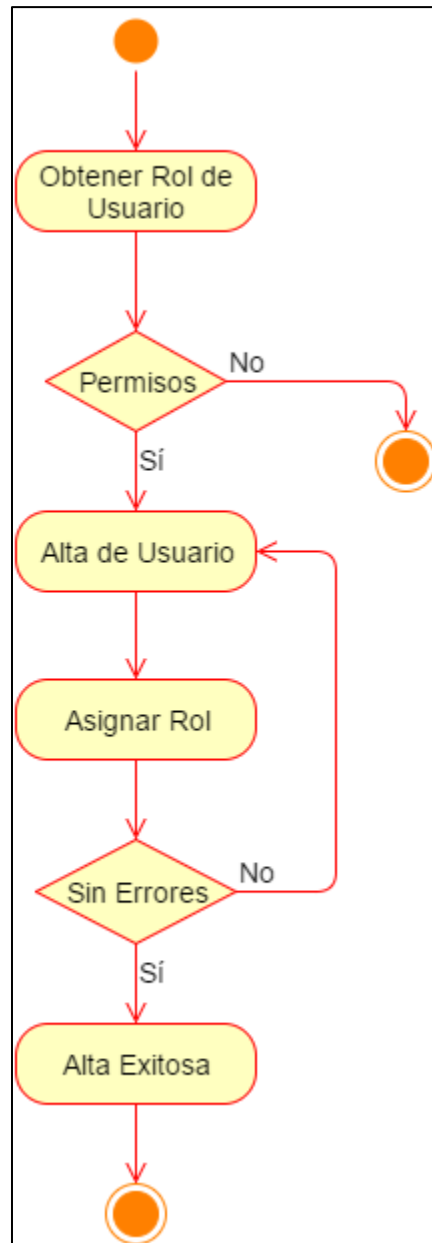 Obtener Rol de
Usuario
Permisos
No
Sí
Alta de Usuario
Asignar Rol
Sin Errores
No
Sí
Alta Exitosa